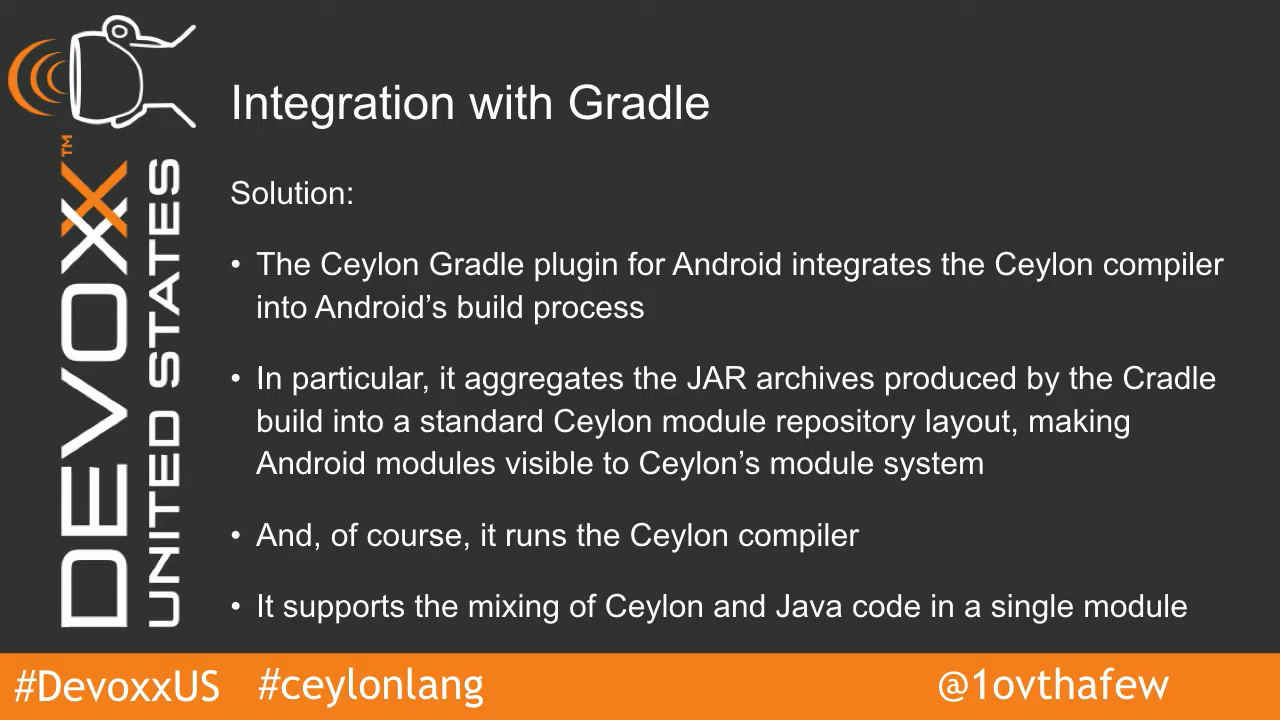 DEVOXX™
UNITED STATES
Integration with Gradle
Solution:
• The Ceylon Gradle plugin for Android integrates the Ceylon compiler
into Android’s build process
• In particular, it aggregates the JAR archives produced by the Cradle
build into a standard Ceylon module repository layout, making
Android modules visible to Ceylon’s module system
• And, of course, it runs the Ceylon compiler
• It supports the mixing of Ceylon and Java code in a single module
#DevoxxUS #ceylonlang @1ovthafew